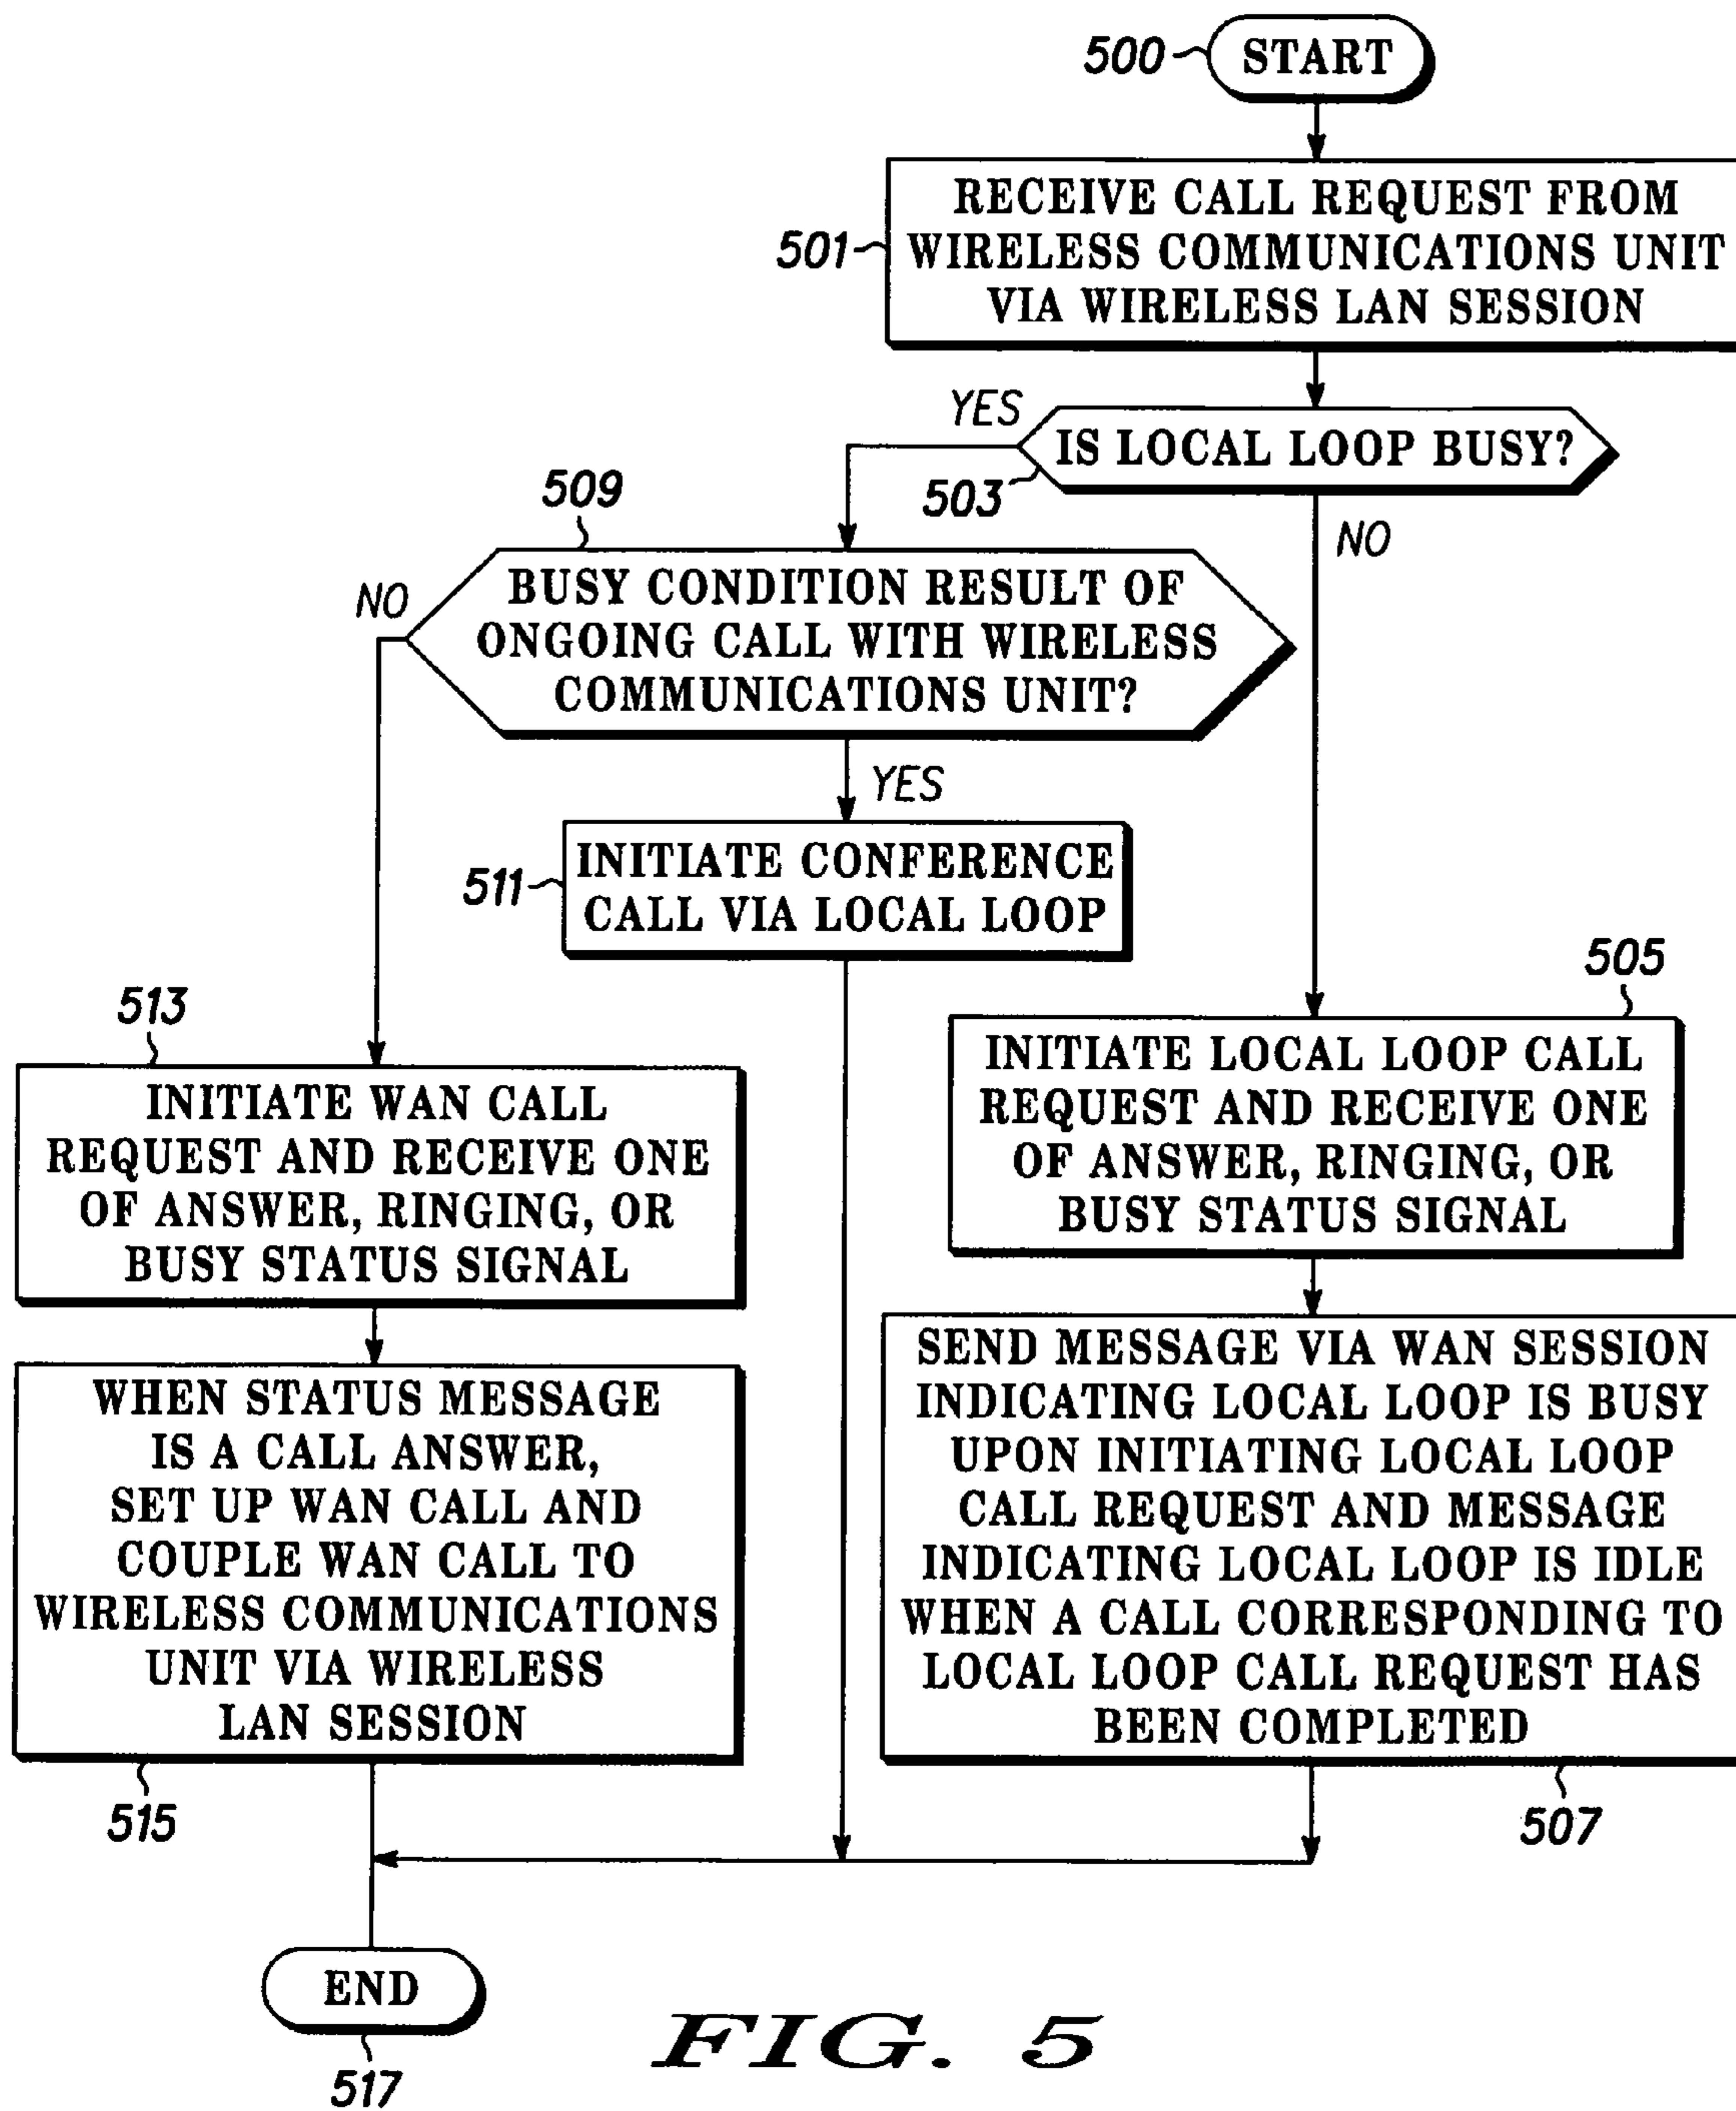 500
START
501
RECEIVE CALL REQUEST FROM
WIRELESS COMMUNICATIONS UNIT
VIA WIRELESS LAN SESSION
YES
IS LOCAL LOOP BUSY?
503
NO
509
BUSY CONDITION RESULT OF
ONGOING CALL WITH WIRELESS
COMMUNICATIONS UNIT?
NO
YES
511
INITIATE CONFERENCE
CALL VIA LOCAL LOOP
505
INITIATE LOCAL LOOP CALL
REQUEST AND RECEIVE ONE
OF ANSWER, RINGING, OR
BUSY STATUS SIGNAL
513
INITIATE WAN CALL
REQUEST AND RECEIVE ONE
OF ANSWER, RINGING, OR
BUSY STATUS SIGNAL
WHEN STATUS MESSAGE
IS A CALL ANSWER,
SET UP WAN CALL AND
COUPLE WAN CALL TO
WIRELESS COMMUNICATIONS
UNIT VIA WIRELESS
LAN SESSION
515
SEND MESSAGE VIA WAN SESSION
INDICATING LOCAL LOOP IS BUSY
UPON INITIATING LOCAL LOOP
CALL REQUEST AND MESSAGE
INDICATING LOCAL LOOP IS IDLE
WHEN A CALL CORRESPONDING TO
LOCAL LOOP CALL REQUEST HAS
BEEN COMPLETED
507
END
517
FIG. 5